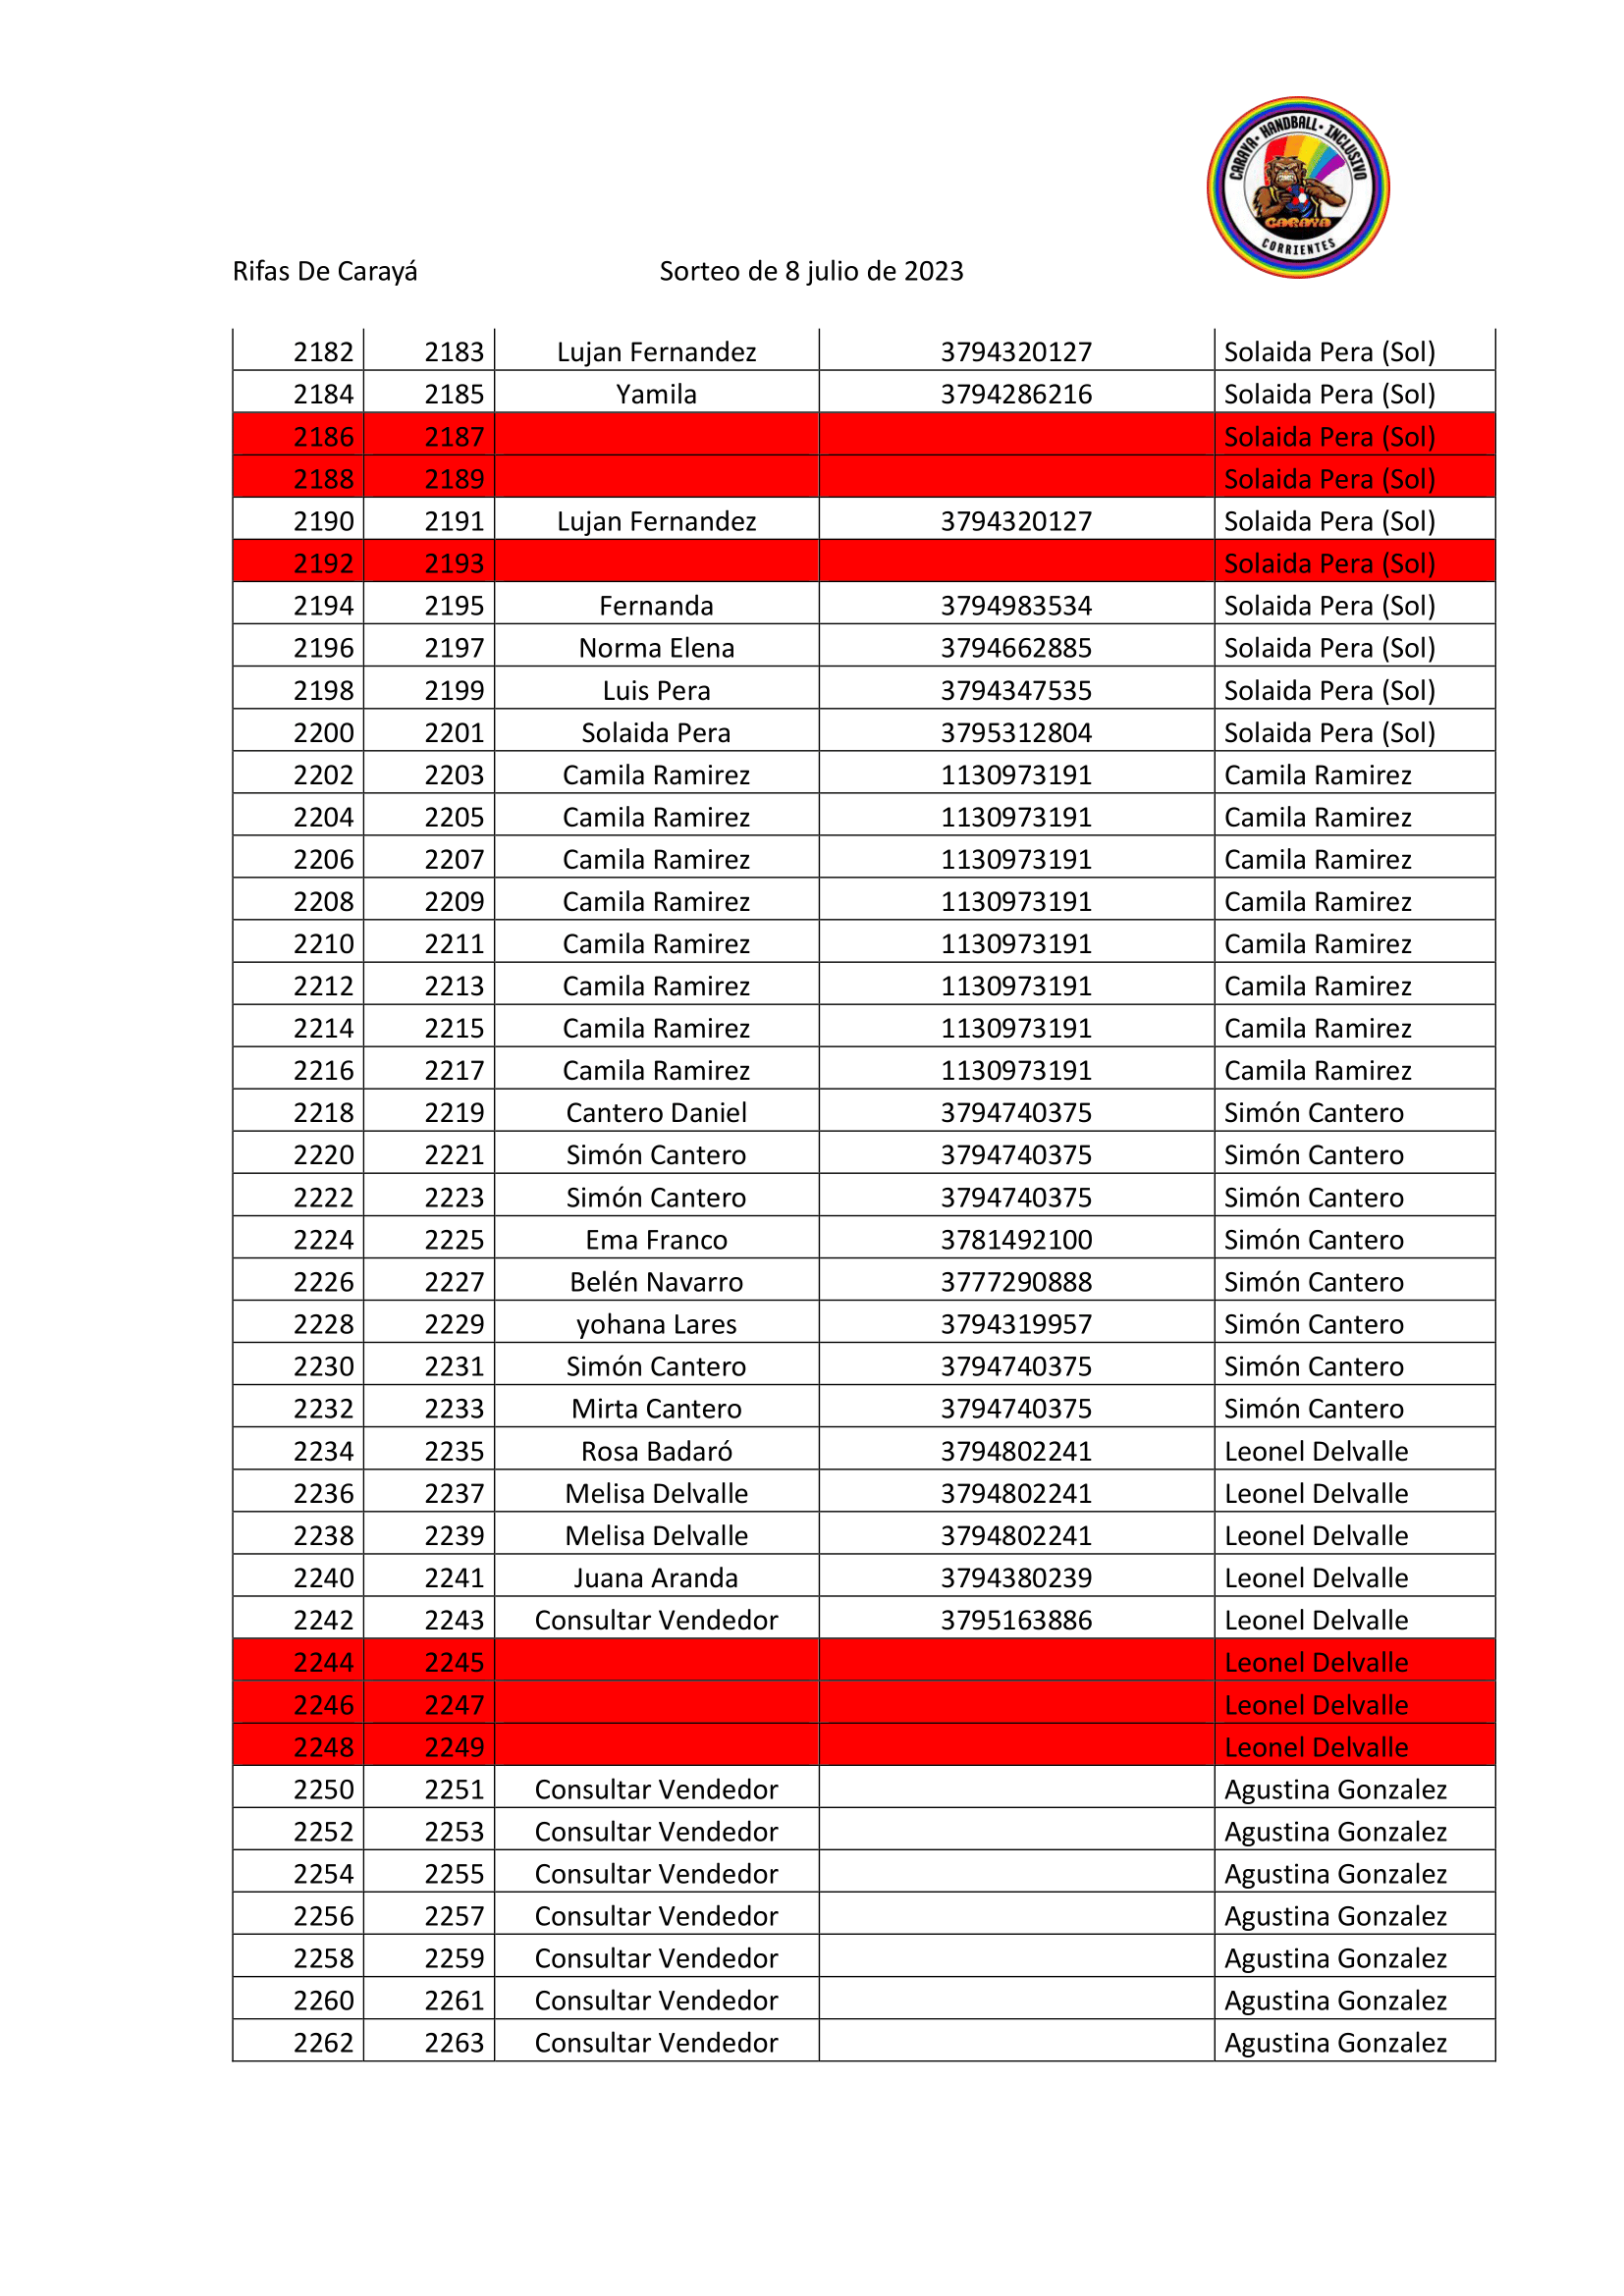 CARAYA • HANDBALL • INCLUSIVO
CARAYA
CORRIENTES
Rifas De Carayá Sorteo de 8 julio de 2023
2182 2183 Lujan Fernandez 3794320127 Solaida Pera (Sol)
2184 2185 Yamila 3794286216 Solaida Pera (Sol)
2186 2187 Solaida Pera (Sol)
2188 2189 Solaida Pera (Sol)
2190 2191 Lujan Fernandez 3794320127 Solaida Pera (Sol)
2192 2193 Solaida Pera (Sol)
2194 2195 Fernanda 3794983534 Solaida Pera (Sol)
2196 2197 Norma Elena 3794662885 Solaida Pera (Sol)
2198 2199 Luis Pera 3794347535 Solaida Pera (Sol)
2200 2201 Solaida Pera 3795312804 Solaida Pera (Sol)
2202 2203 Camila Ramirez 1130973191 Camila Ramirez
2204 2205 Camila Ramirez 1130973191 Camila Ramirez
2206 2207 Camila Ramirez 1130973191 Camila Ramirez
2208 2209 Camila Ramirez 1130973191 Camila Ramirez
2210 2211 Camila Ramirez 1130973191 Camila Ramirez
2212 2213 Camila Ramirez 1130973191 Camila Ramirez
2214 2215 Camila Ramirez 1130973191 Camila Ramirez
2216 2217 Camila Ramirez 1130973191 Camila Ramirez
2218 2219 Cantero Daniel 3794740375 Simón Cantero
2220 2221 Simón Cantero 3794740375 Simón Cantero
2222 2223 Simón Cantero 3794740375 Simón Cantero
2224 2225 Ema Franco 3781492100 Simón Cantero
2226 2227 Belén Navarro 3777290888 Simón Cantero
2228 2229 yohana Lares 3794319957 Simón Cantero
2230 2231 Simón Cantero 3794740375 Simón Cantero
2232 2233 Mirta Cantero 3794740375 Simón Cantero
2234 2235 Rosa Badaró 3794802241 Leonel Delvalle
2236 2237 Melisa Delvalle 3794802241 Leonel Delvalle
2238 2239 Melisa Delvalle 3794802241 Leonel Delvalle
2240 2241 Juana Aranda 3794380239 Leonel Delvalle
2242 2243 Consultar Vendedor 3795163886 Leonel Delvalle
2244 2245 Leonel Delvalle
2246 2247 Leonel Delvalle
2248 2249 Leonel Delvalle
2250 2251 Consultar Vendedor Agustina Gonzalez
2252 2253 Consultar Vendedor Agustina Gonzalez
2254 2255 Consultar Vendedor Agustina Gonzalez
2256 2257 Consultar Vendedor Agustina Gonzalez
2258 2259 Consultar Vendedor Agustina Gonzalez
2260 2261 Consultar Vendedor Agustina Gonzalez
2262 2263 Consultar Vendedor Agustina Gonzalez